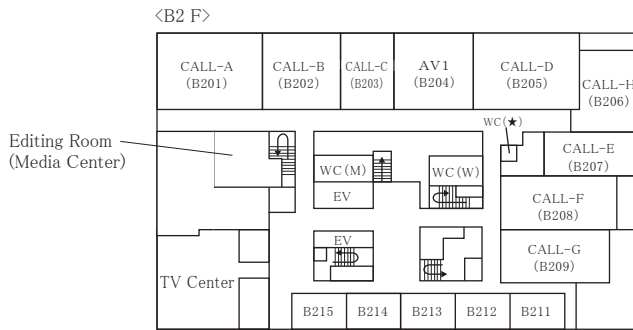 <B2 F>
CALL-A
(B201)
CALL-B
(B202)
CALL-C
(B203)
AV1
(B204)
CALL-D
(B205)
CALL-H
(B206)
WC(★)
Editing Room
(Media Center)
WC(M)
WC(W)
CALL-E
(B207)
EV
CALL-F
(B208)
EV
CALL-G
(B209)
TV Center
B215
B214
B213
B212
B211